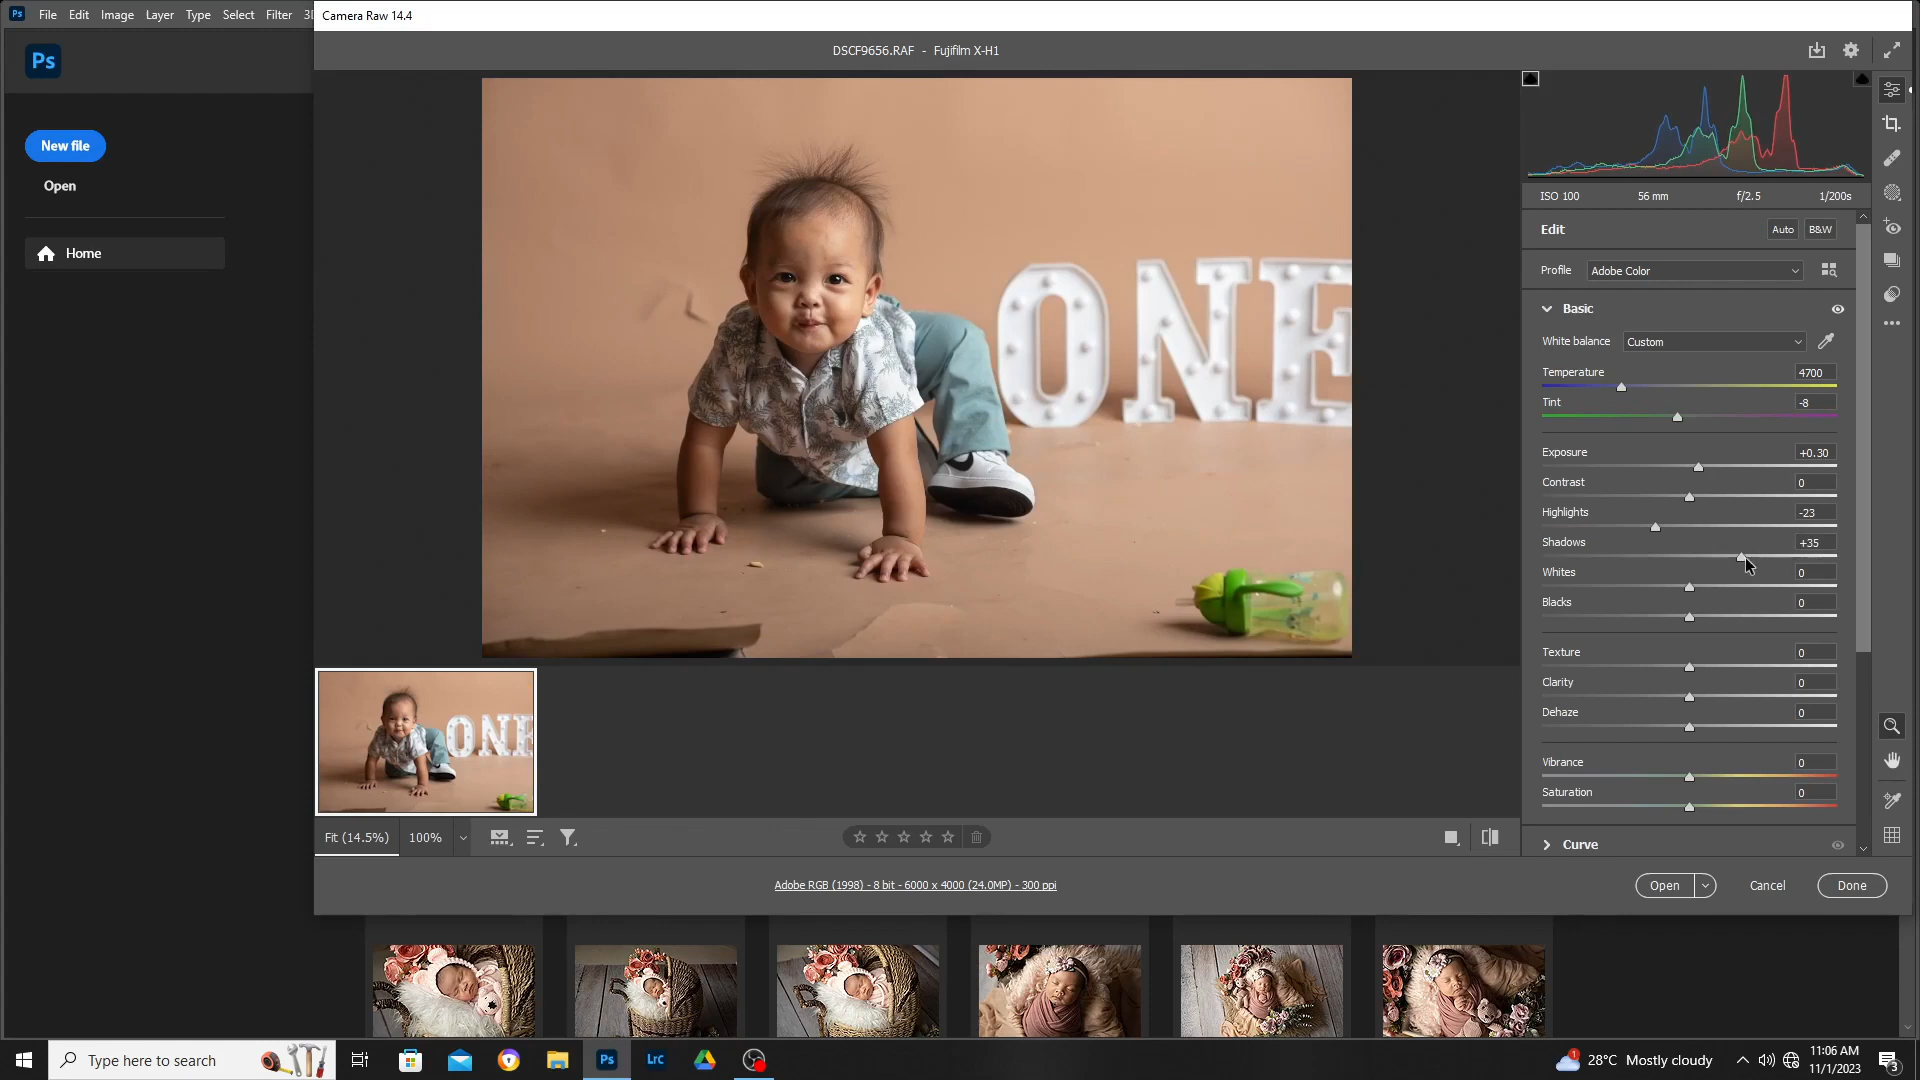 Ps File Edit Image Layer Type Select Filter
Camera Raw 14.4
DSCF9656.RAF - Fujifilm X-H1
Ps
New file
Open
Home
ONE
ONE
ISO 100 56 mm f/2.5 1/200s
Edit Auto B&W
Profile Adobe Color
Basic
White balance Custom
Temperature 4700
Tint -8
Exposure +0.30
Contrast 0
Highlights -23
Shadows +35
Whites 0
Blacks 0
Texture 0
Clarity 0
Dehaze 0
Vibrance 0
Saturation 0
Curve
Fit (14.5%) 100%
Adobe RGB (1998) - 8 bit - 6000 x 4000 (24.0MP) - 300 ppi
Open Cancel Done
Type here to search Ps Lrc 1 28°C Mostly cloudy 11:06 AM
11/1/2023 3